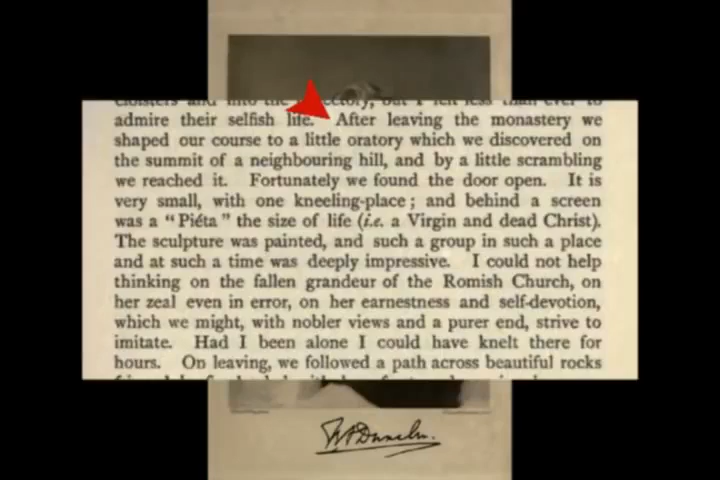 admire their selfish life. After leaving the monastery we
shaped our course to a little oratory which we discovered on
the summit of a neighbouring hill, and by a little scrambling
we reached it. Fortunately we found the door open. It is
very small, with one kneeling-place; and behind a screen
was a "Piéta" the size of life (i.e. a Virgin and dead Christ).
The sculpture was painted, and such a group in such a place
and at such a time was deeply impressive. I could not help
thinking on the fallen grandeur of the Romish Church, on
her zeal even in error, on her earnestness and self-devotion,
which we might, with nobler views and a purer end, strive to
imitate. Had I been alone I could have knelt there for
hours. On leaving, we followed a path across beautiful rocks